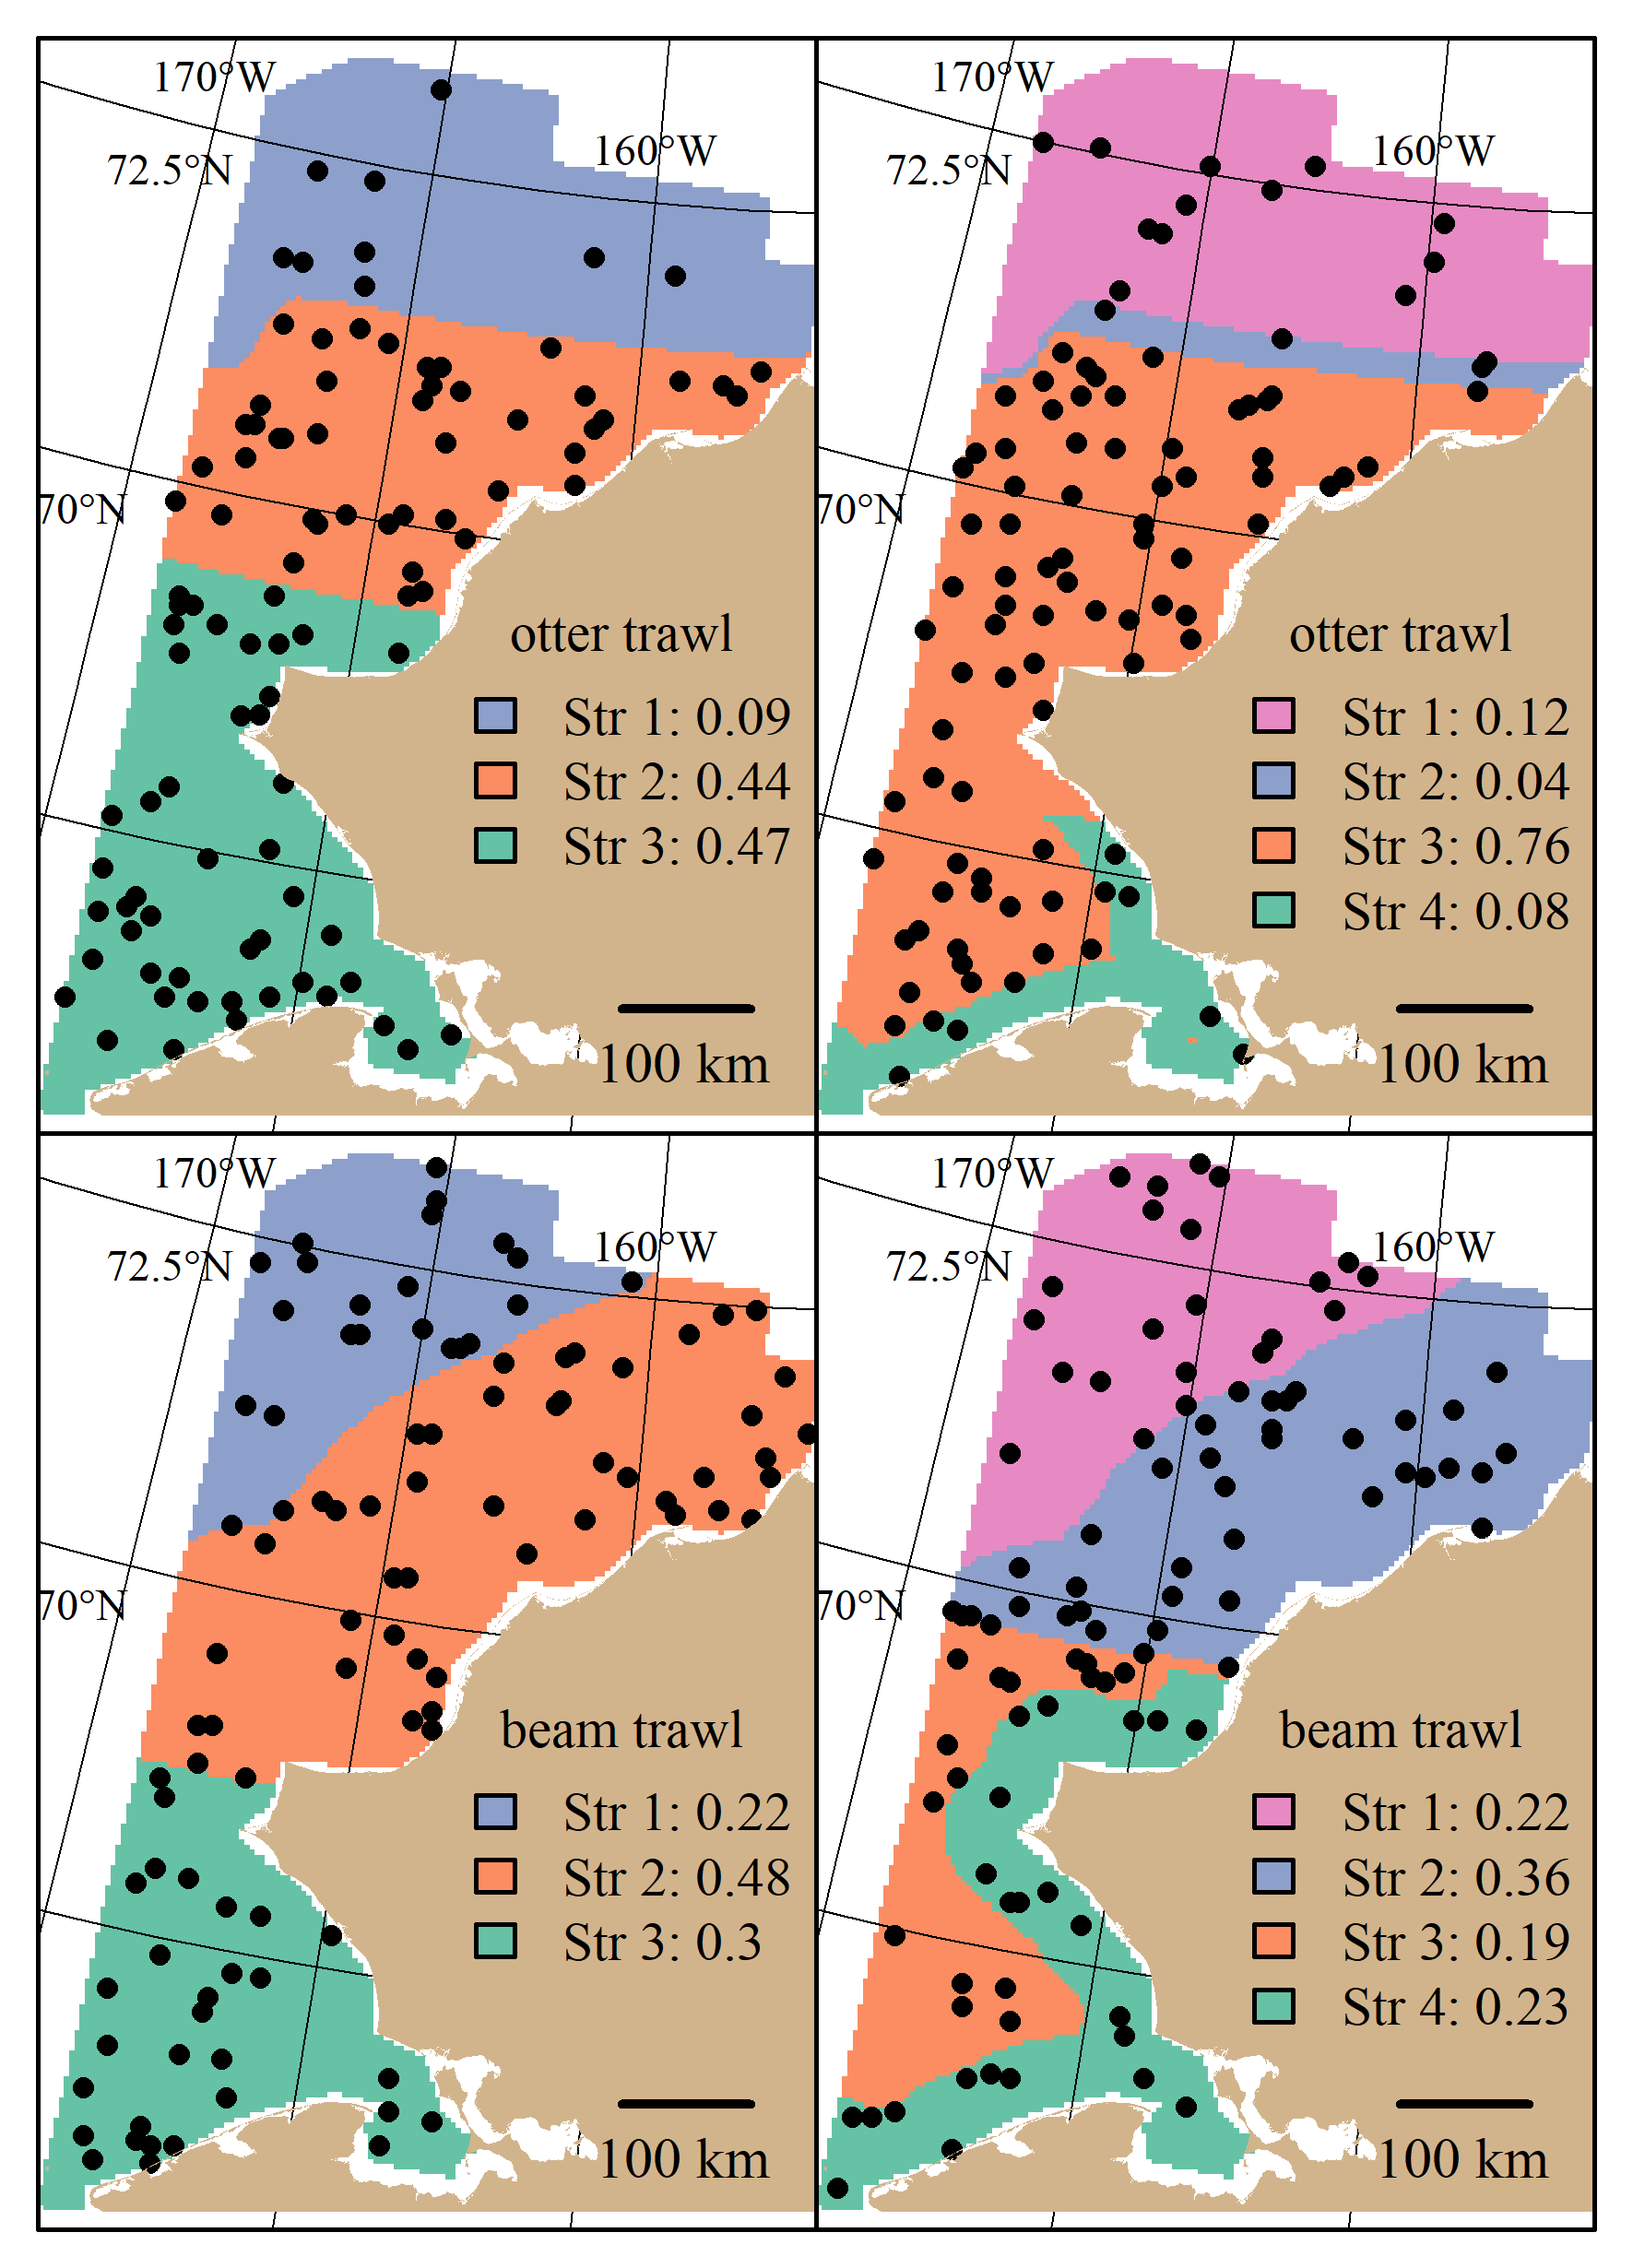 170°W
160°W
72.5°N
70°N
otter trawl
Str 1: 0.09
Str 2: 0.44
Str 3: 0.47
100 km
170°W
160°W
72.5°N
70°N
otter trawl
Str 1: 0.12
Str 2: 0.04
Str 3: 0.76
Str 4: 0.08
100 km
170°W
160°W
72.5°N
70°N
beam trawl
Str 1: 0.22
Str 2: 0.48
Str 3: 0.3
100 km
170°W
160°W
72.5°N
70°N
beam trawl
Str 1: 0.22
Str 2: 0.36
Str 3: 0.19
Str 4: 0.23
100 km